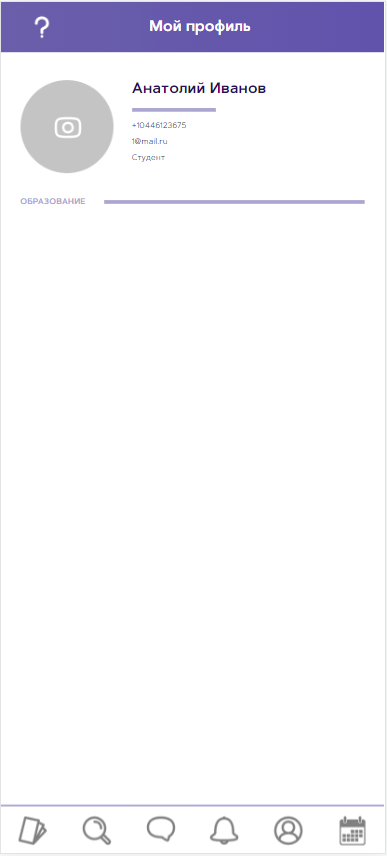 ?
Мой профиль
Анатолий Иванов
+10446123675
1@mail.ru
Студент
ОБРАЗОВАНИЕ